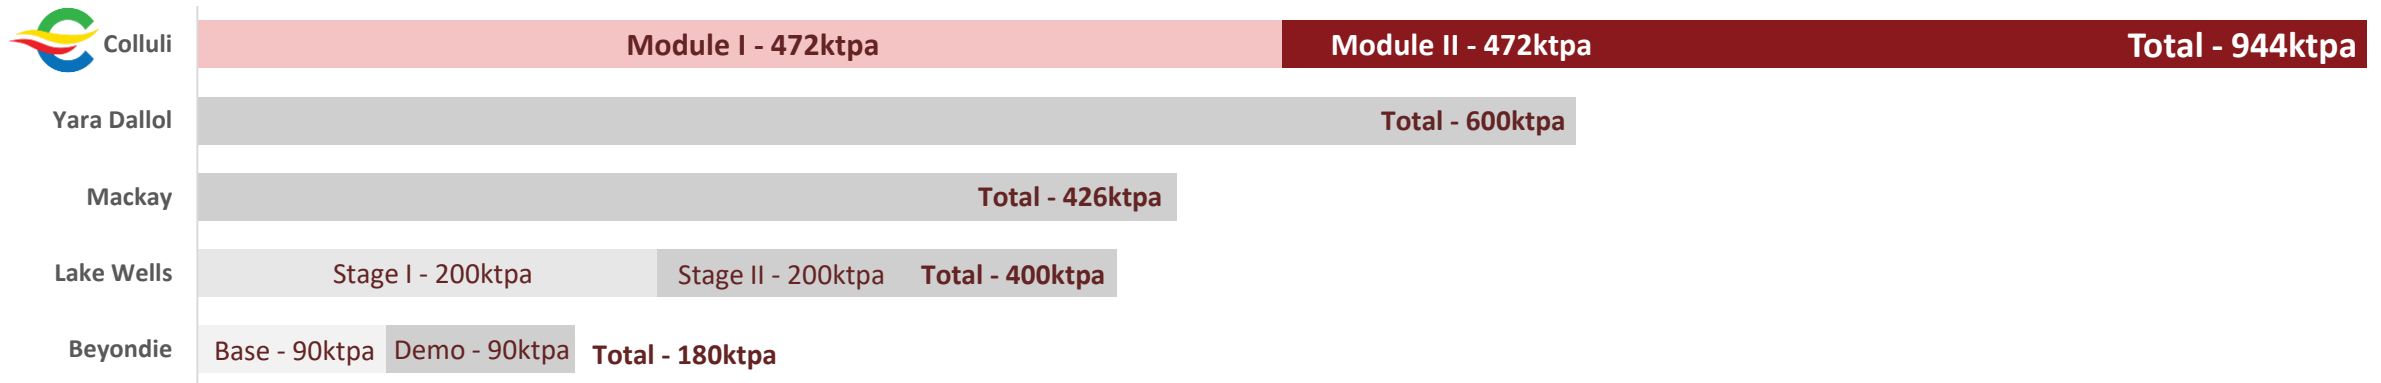 Colluli Module I - 472ktpa Module II - 472ktpa Total - 944ktpa
Yara Dallol Total - 600ktpa
Mackay Total - 426ktpa
Lake Wells Stage I - 200ktpa Stage II - 200ktpa Total - 400ktpa
Beyondie Base - 90ktpa Demo - 90ktpa Total - 180ktpa